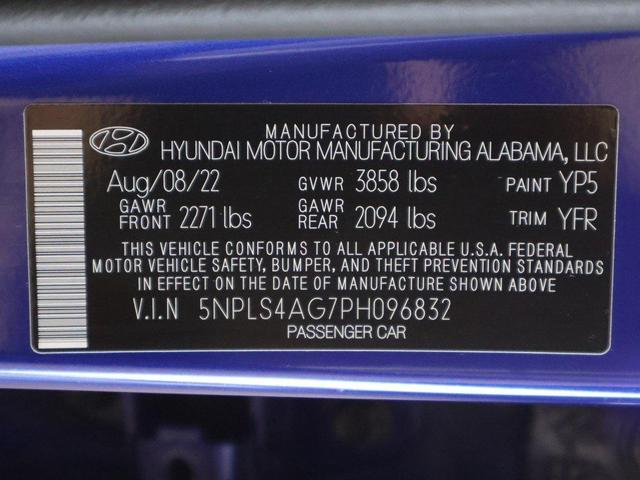 MANUFACTURED BY
HYUNDAI MOTOR MANUFACTURING ALABAMA, LLC
Aug/08/22 GVWR 3858 lbs PAINT YP5
GAWR FRONT 2271 lbs GAWR REAR 2094 lbs TRIM YFR
THIS VEHICLE CONFORMS TO ALL APPLICABLE U.S.A. FEDERAL
MOTOR VEHICLE SAFETY, BUMPER, AND THEFT PREVENTION STANDARDS
IN EFFECT ON THE DATE OF MANUFACTURE SHOWN ABOVE
V.I.N 5NPLS4AG7PH096832
PASSENGER CAR